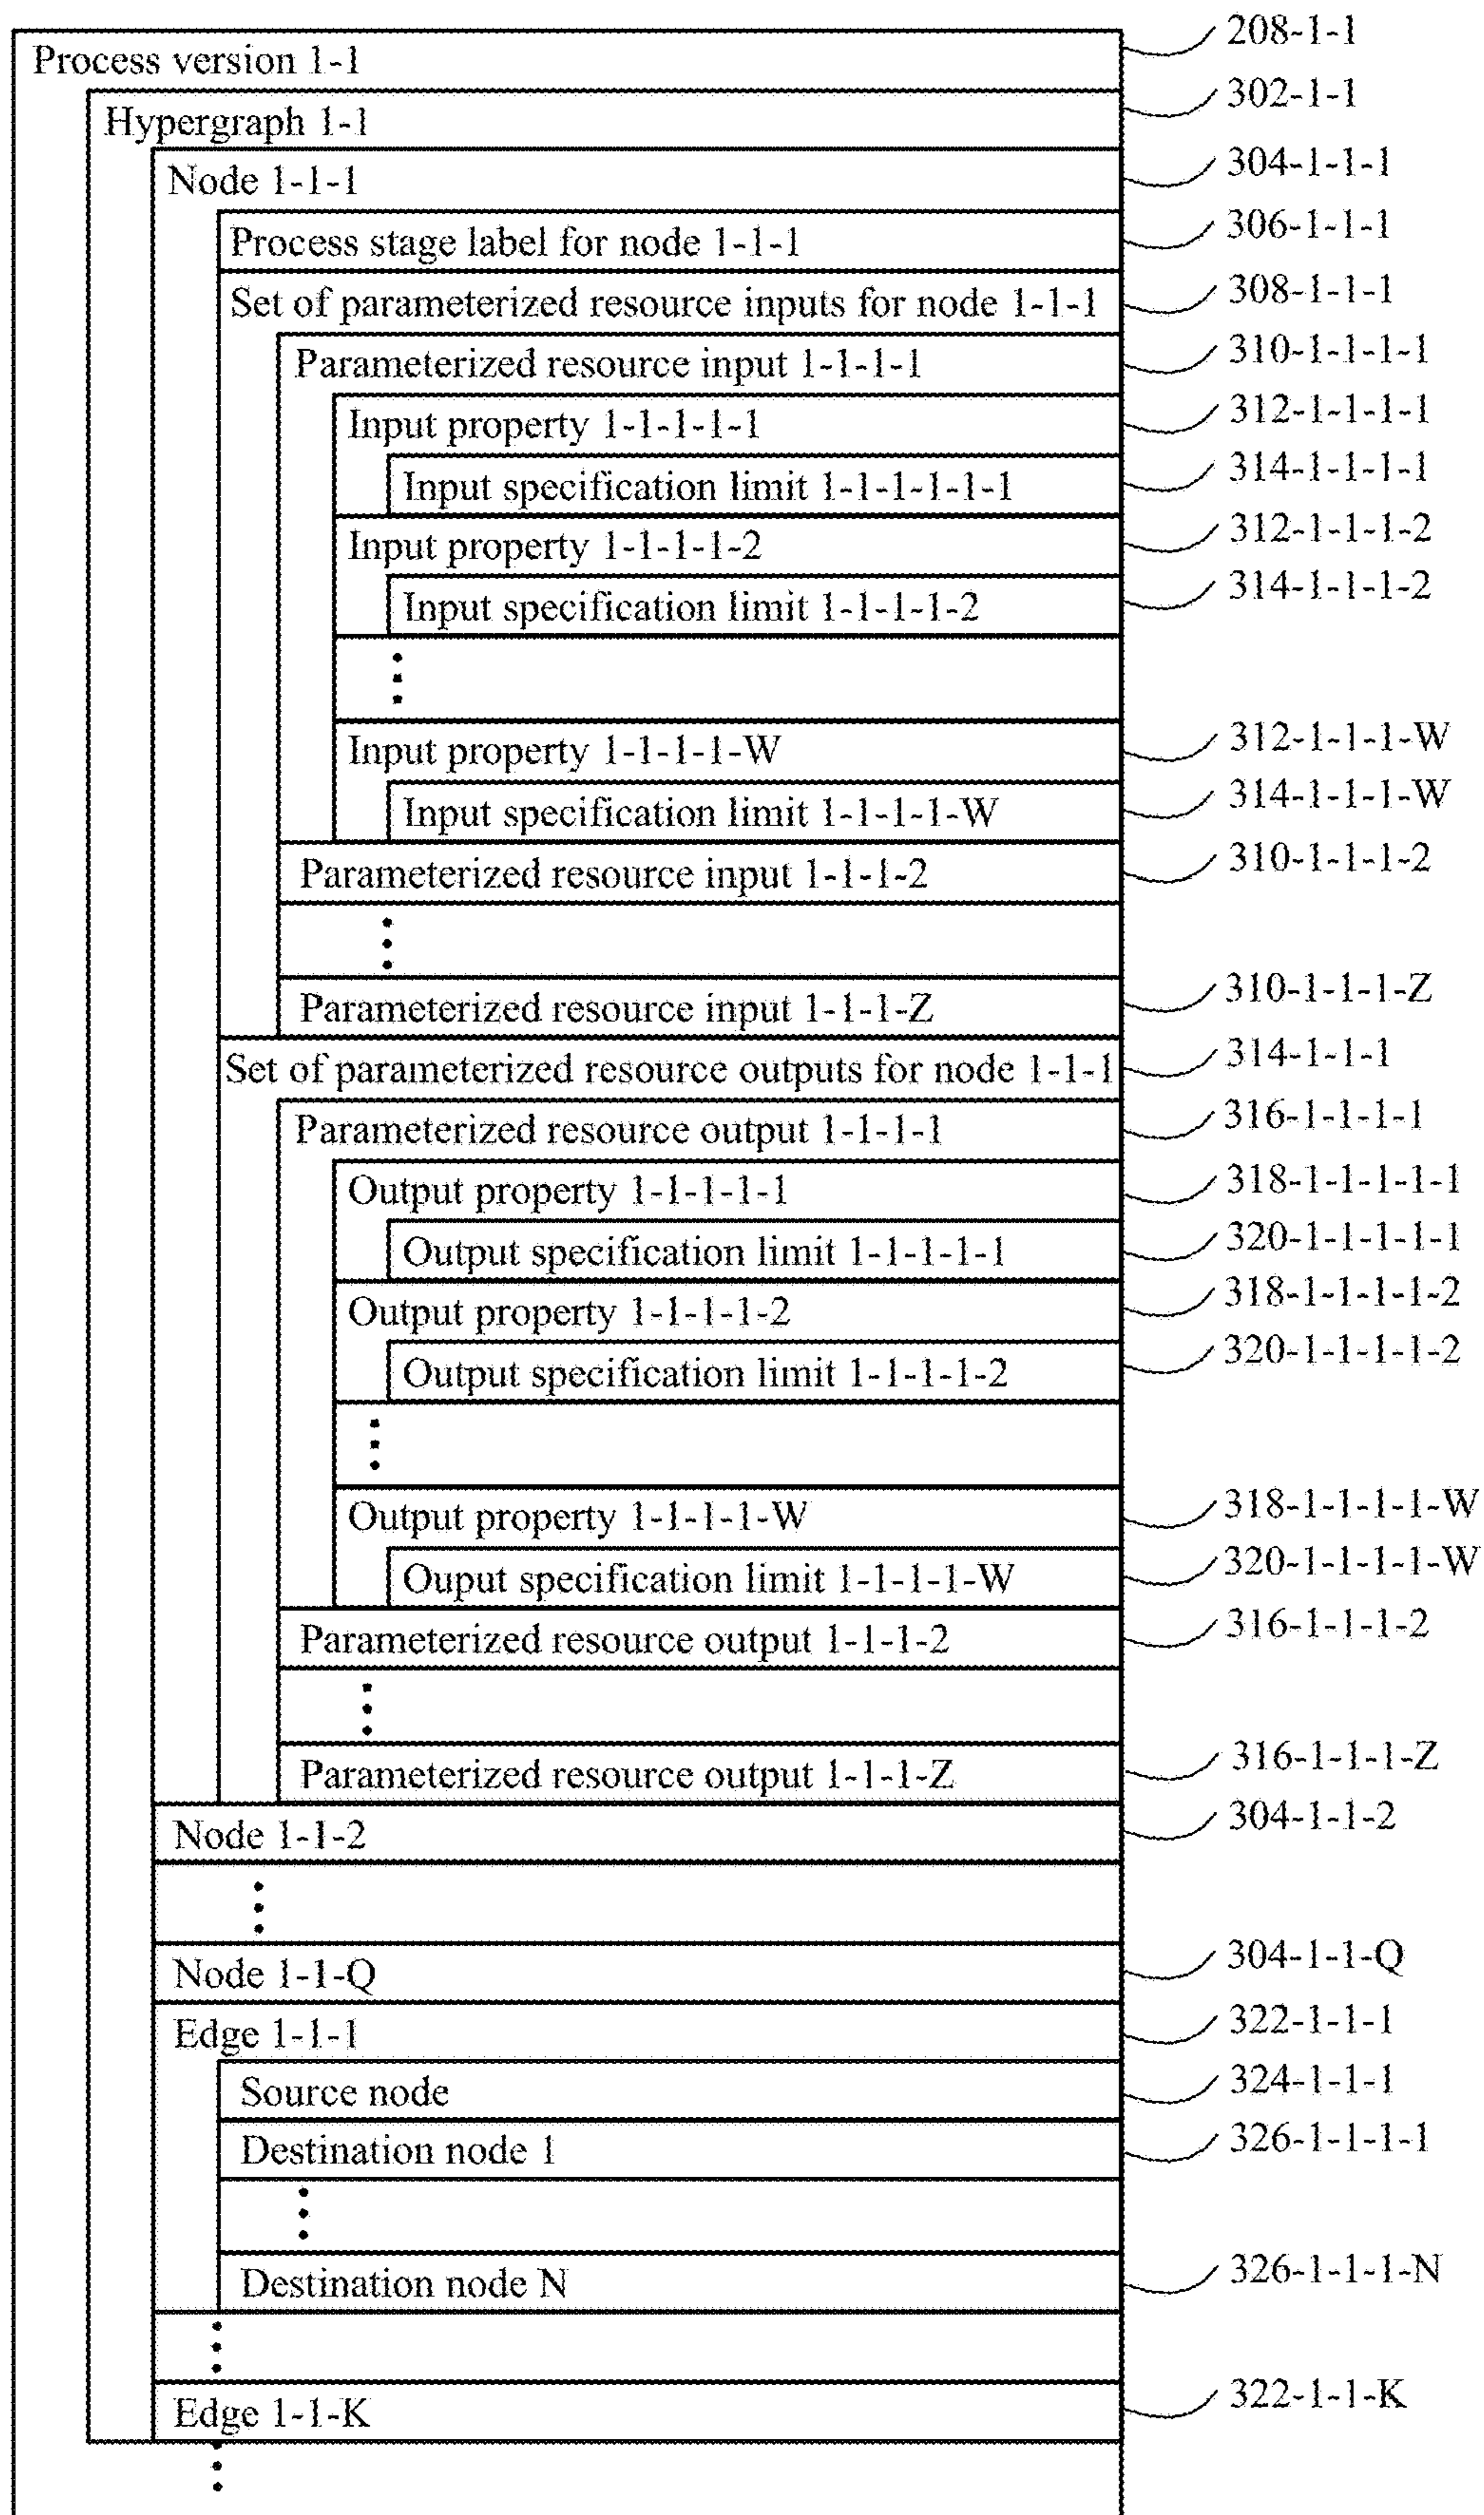 208-1-1
Process version 1-1
302-1-1
Hypergraph 1-1
304-1-1-1
Node 1-1-1
306-1-1-1
Process stage label for node 1-1-1
308-1-1-1
Set of parameterized resource inputs for node 1-1-1
310-1-1-1-1
Parameterized resource input 1-1-1-1
312-1-1-1-1
Input property 1-1-1-1-1
314-1-1-1-1
Input specification limit 1-1-1-1-1-1
312-1-1-1-2
Input property 1-1-1-1-2
314-1-1-1-2
Input specification limit 1-1-1-1-2
312-1-1-1-W
Input property 1-1-1-1-W
314-1-1-1-W
Input specification limit 1-1-1-1-W
310-1-1-1-2
Parameterized resource input 1-1-1-2
310-1-1-1-Z
Parameterized resource input 1-1-1-Z
314-1-1-1
Set of parameterized resource outputs for node 1-1-1
316-1-1-1-1
Parameterized resource output 1-1-1-1
318-1-1-1-1-1
Output property 1-1-1-1-1
320-1-1-1-1-1
Output specification limit 1-1-1-1-1
318-1-1-1-1-2
Output property 1-1-1-1-2
320-1-1-1-1-2
Output specification limit 1-1-1-1-2
318-1-1-1-1-W
Output property 1-1-1-1-W
320-1-1-1-1-W
Ouput specification limit 1-1-1-1-W
316-1-1-1-2
Parameterized resource output 1-1-1-2
316-1-1-1-Z
Parameterized resource output 1-1-1-Z
304-1-1-2
Node 1-1-2
304-1-1-Q
Node 1-1-Q
322-1-1-1
Edge 1-1-1
324-1-1-1
Source node
326-1-1-1-1
Destination node 1
326-1-1-1-N
Destination node N
322-1-1-K
Edge 1-1-K